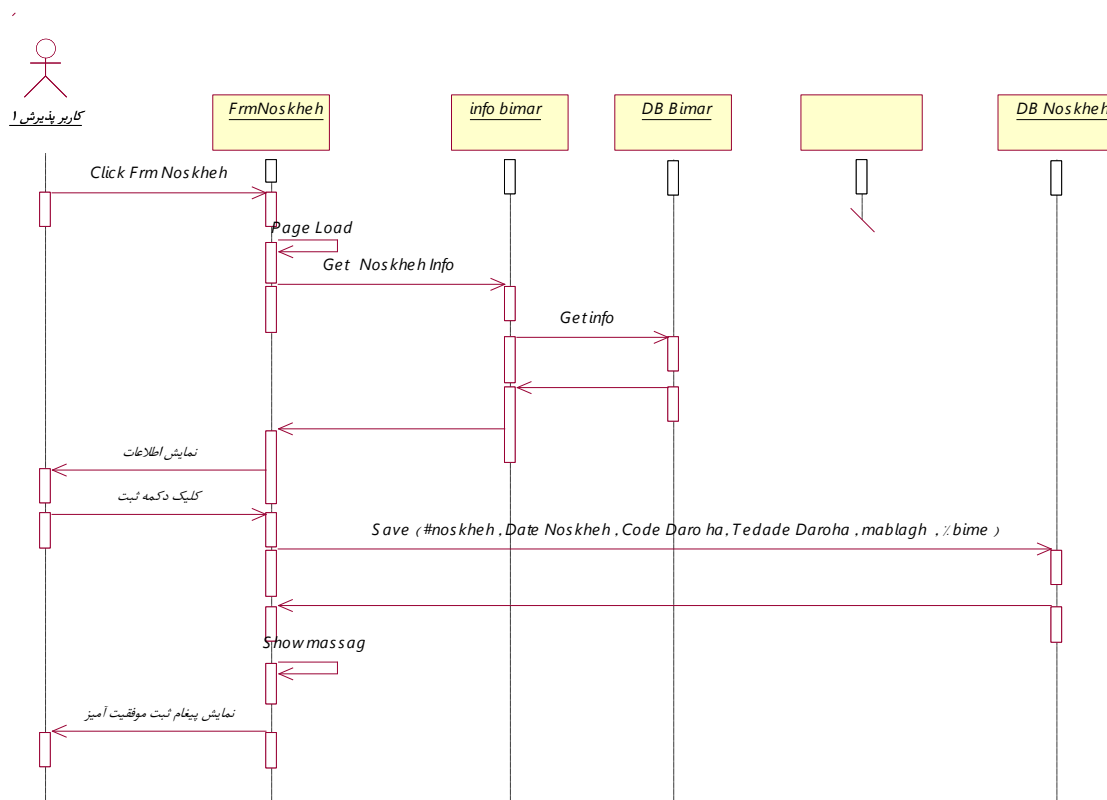 کاربر پذیرش ۱
FrmNoskheh
info bimar
DB Bimar
DB Noskheh
Click Frm Noskheh
Page Load
Get Noskheh Info
Get info
نمایش اطلاعات
کلیک دکمه ثبت
Save (#noskheh , Date Noskheh , Code Daro ha, Tedade Daroha , mablagh , ٪ bime )
Show massag
نمایش پیغام ثبت موفقیت آمیز